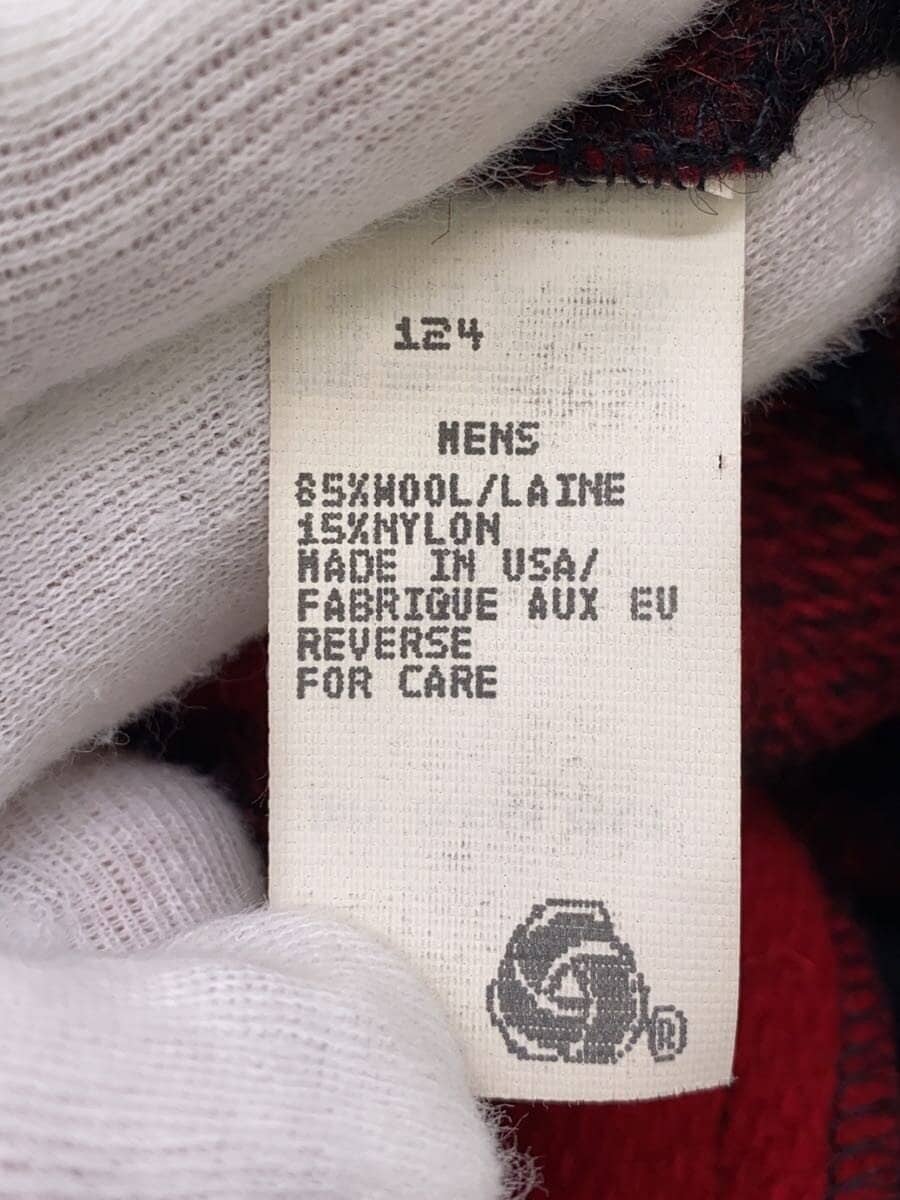 124
MENS
85%WOOL/LAINE
15%NYLON
MADE IN USA/
FABRIQUE AUX EU
REVERSE
FOR CARE
®